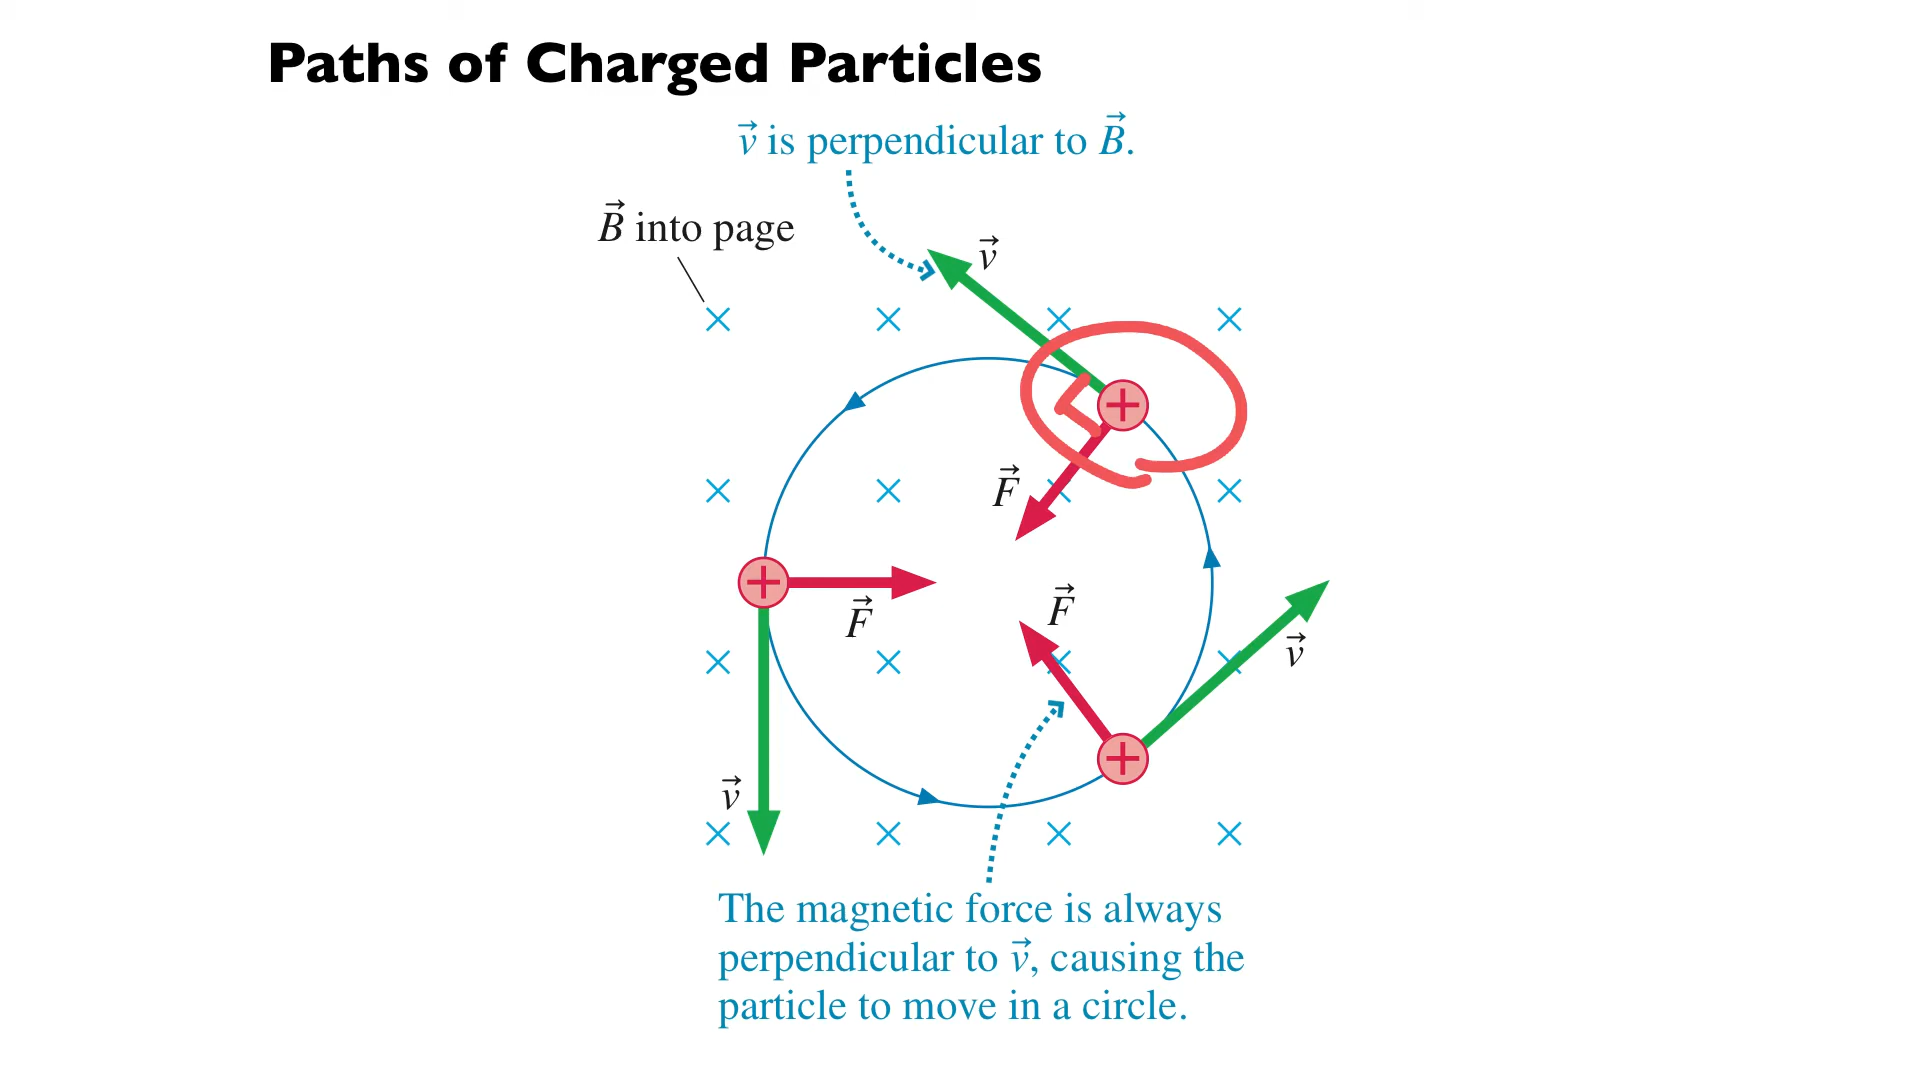 Paths of Charged Particles
v⃗ is perpendicular to B⃗.
B⃗ into page
v⃗
F⃗
F⃗
F⃗
v⃗
v⃗
+
+
+
The magnetic force is always
perpendicular to v⃗, causing the
particle to move in a circle.